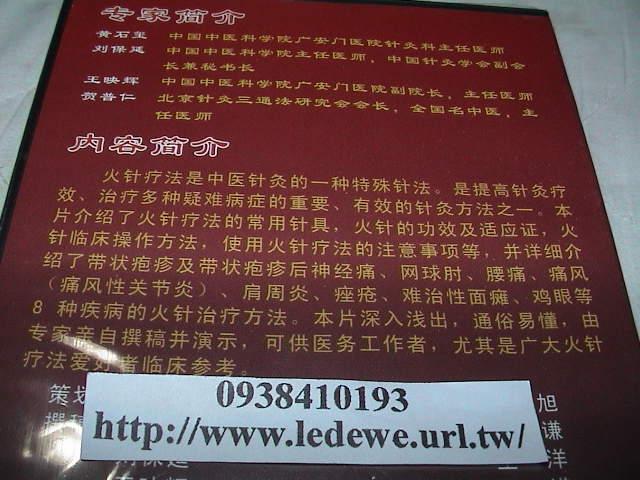 专家简介
黄石玺 中国中医科学院广安门医院针灸科主任医师
刘保延 中国中医科学院主任医师，中国针灸学会副会
长兼秘书长
王映辉 中国中医科学院广安门医院副院长，主任医师
贺普仁 北京针灸三通法研究会会长，全国名中医，主
任医师
内容简介
火针疗法是中医针灸的一种特殊针法。是提高针灸疗
效、治疗多种疑难病症的重要、有效的针灸方法之一。本
片介绍了火针疗法的常用针具，火针的功效及适应证，火
针临床操作方法，使用火针疗法的注意事项等，并详细介
绍了带状疱疹及带状疱疹后神经痛、网球肘、腰痛、痛风
（痛风性关节炎）、肩周炎、痤疮、难治性面瘫、鸡眼等
8 种疾病的火针治疗方法。本片深入浅出，通俗易懂，由
专家亲自撰稿并演示，可供医务工作者，尤其是广大火针
疗法爱好者临床参考。
策划 旭
0938410193
谦
http://www.ledewe.url.tw/
洋